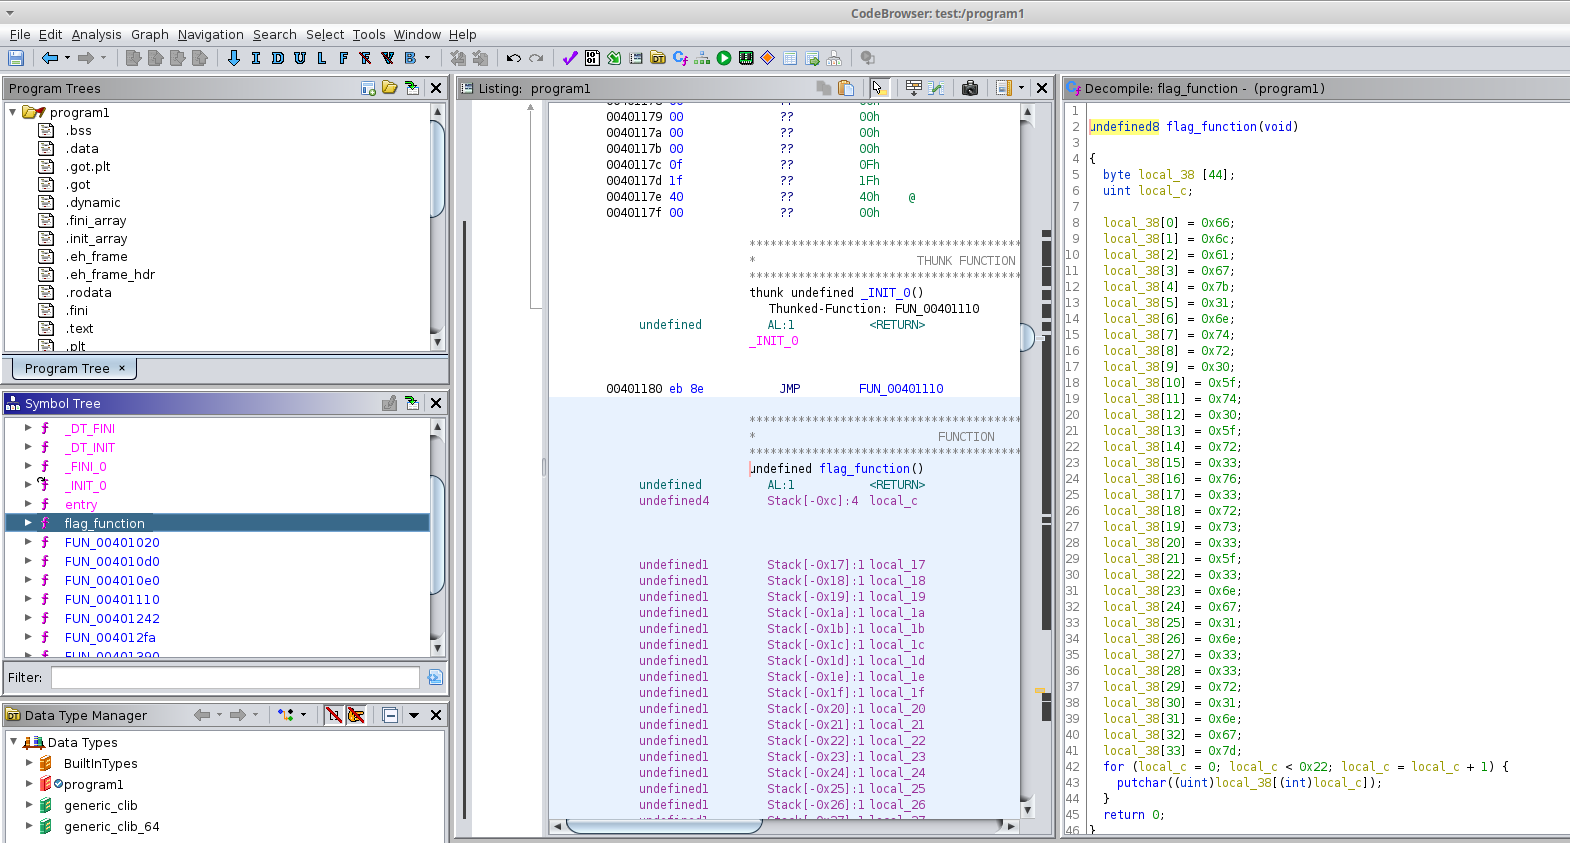 CodeBrowser: test:/program1
File Edit Analysis Graph Navigation Search Select Tools Window Help
I D U L F R V B
Program Trees
program1
.bss
.data
.got.plt
.got
.dynamic
.fini_array
.init_array
.eh_frame
.eh_frame_hdr
.rodata
.fini
.text
.plt
Program Tree ×
Symbol Tree
_DT_FINI
_DT_INIT
_FINI_0
_INIT_0
entry
flag_function
FUN_00401020
FUN_004010d0
FUN_004010e0
FUN_00401110
FUN_00401242
FUN_004012fa
FUN_00401390
Filter:
Data Type Manager
Data Types
BuiltInTypes
program1
generic_clib
generic_clib_64
Listing: program1
00401178 00 ?? 00h
00401179 00 ?? 00h
0040117a 00 ?? 00h
0040117b 00 ?? 00h
0040117c 0f ?? 0Fh
0040117d 1f ?? 1Fh
0040117e 40 ?? 40h @
0040117f 00 ?? 00h
***************************************
* THUNK FUNCTION
***************************************
thunk undefined _INIT_0()
Thunked-Function: FUN_00401110
undefined AL:1 <RETURN>
_INIT_0
00401180 eb 8e JMP FUN_00401110
***************************************
* FUNCTION
***************************************
undefined flag_function()
undefined AL:1 <RETURN>
undefined4 Stack[-0xc]:4 local_c
undefined1 Stack[-0x17]:1 local_17
undefined1 Stack[-0x18]:1 local_18
undefined1 Stack[-0x19]:1 local_19
undefined1 Stack[-0x1a]:1 local_1a
undefined1 Stack[-0x1b]:1 local_1b
undefined1 Stack[-0x1c]:1 local_1c
undefined1 Stack[-0x1d]:1 local_1d
undefined1 Stack[-0x1e]:1 local_1e
undefined1 Stack[-0x1f]:1 local_1f
undefined1 Stack[-0x20]:1 local_20
undefined1 Stack[-0x21]:1 local_21
undefined1 Stack[-0x22]:1 local_22
undefined1 Stack[-0x23]:1 local_23
undefined1 Stack[-0x24]:1 local_24
undefined1 Stack[-0x25]:1 local_25
undefined1 Stack[-0x26]:1 local_26
undefined1 Stack[-0x27]:1 local_27
Decompile: flag_function - (program1)
1
2 undefined8 flag_function(void)
3
4 {
5 byte local_38 [44];
6 uint local_c;
7
8 local_38[0] = 0x66;
9 local_38[1] = 0x6c;
10 local_38[2] = 0x61;
11 local_38[3] = 0x67;
12 local_38[4] = 0x7b;
13 local_38[5] = 0x31;
14 local_38[6] = 0x6e;
15 local_38[7] = 0x74;
16 local_38[8] = 0x72;
17 local_38[9] = 0x30;
18 local_38[10] = 0x5f;
19 local_38[11] = 0x74;
20 local_38[12] = 0x30;
21 local_38[13] = 0x5f;
22 local_38[14] = 0x72;
23 local_38[15] = 0x33;
24 local_38[16] = 0x76;
25 local_38[17] = 0x33;
26 local_38[18] = 0x72;
27 local_38[19] = 0x73;
28 local_38[20] = 0x33;
29 local_38[21] = 0x5f;
30 local_38[22] = 0x33;
31 local_38[23] = 0x6e;
32 local_38[24] = 0x67;
33 local_38[25] = 0x31;
34 local_38[26] = 0x6e;
35 local_38[27] = 0x33;
36 local_38[28] = 0x33;
37 local_38[29] = 0x72;
38 local_38[30] = 0x31;
39 local_38[31] = 0x6e;
40 local_38[32] = 0x67;
41 local_38[33] = 0x7d;
42 for (local_c = 0; local_c < 0x22; local_c = local_c + 1) {
43 putchar((uint)local_38[(int)local_c]);
44 }
45 return 0;
46 }